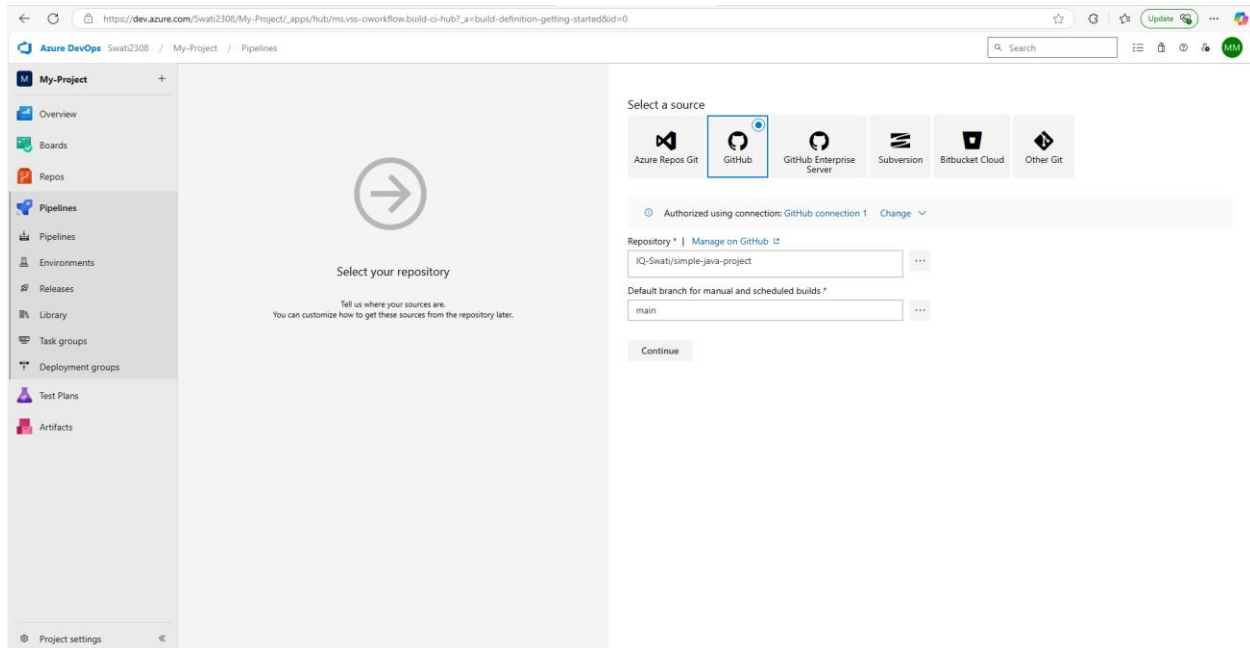 https://dev.azure.com/Swati2308/My-Project/_apps/hub/ms.vss-ciworkflow.build-ci-hub?_a=build-definition-getting-started&id=0
Update
Azure DevOps Swati2308 / My-Project / Pipelines
Search
MM
M My-Project +
Overview
Boards
Repos
Pipelines
Pipelines
Environments
Releases
Library
Task groups
Deployment groups
Test Plans
Artifacts
Project settings
Select your repository
Tell us where your sources are.
You can customize how to get these sources from the repository later.
Select a source
Azure Repos Git
GitHub
GitHub Enterprise
Server
Subversion
Bitbucket Cloud
Other Git
Authorized using connection: GitHub connection 1 Change
Repository * | Manage on GitHub
IQ-Swati/simple-java-project
...
Default branch for manual and scheduled builds *
main
...
Continue